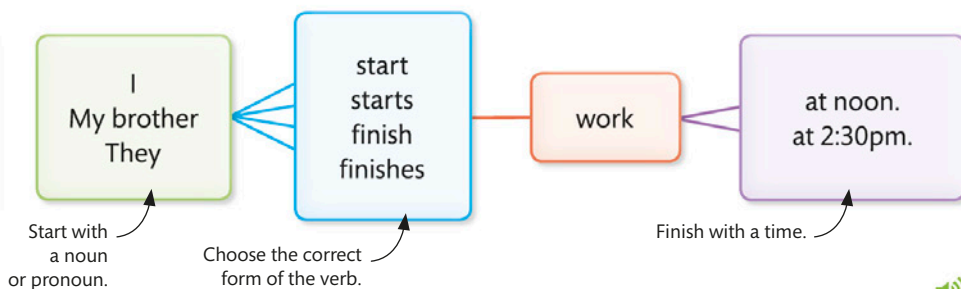 I
My brother
They
start
starts
finish
finishes
work
at noon.
at 2:30pm.
Start with
a noun
or pronoun.
Choose the correct
form of the verb.
Finish with a time.